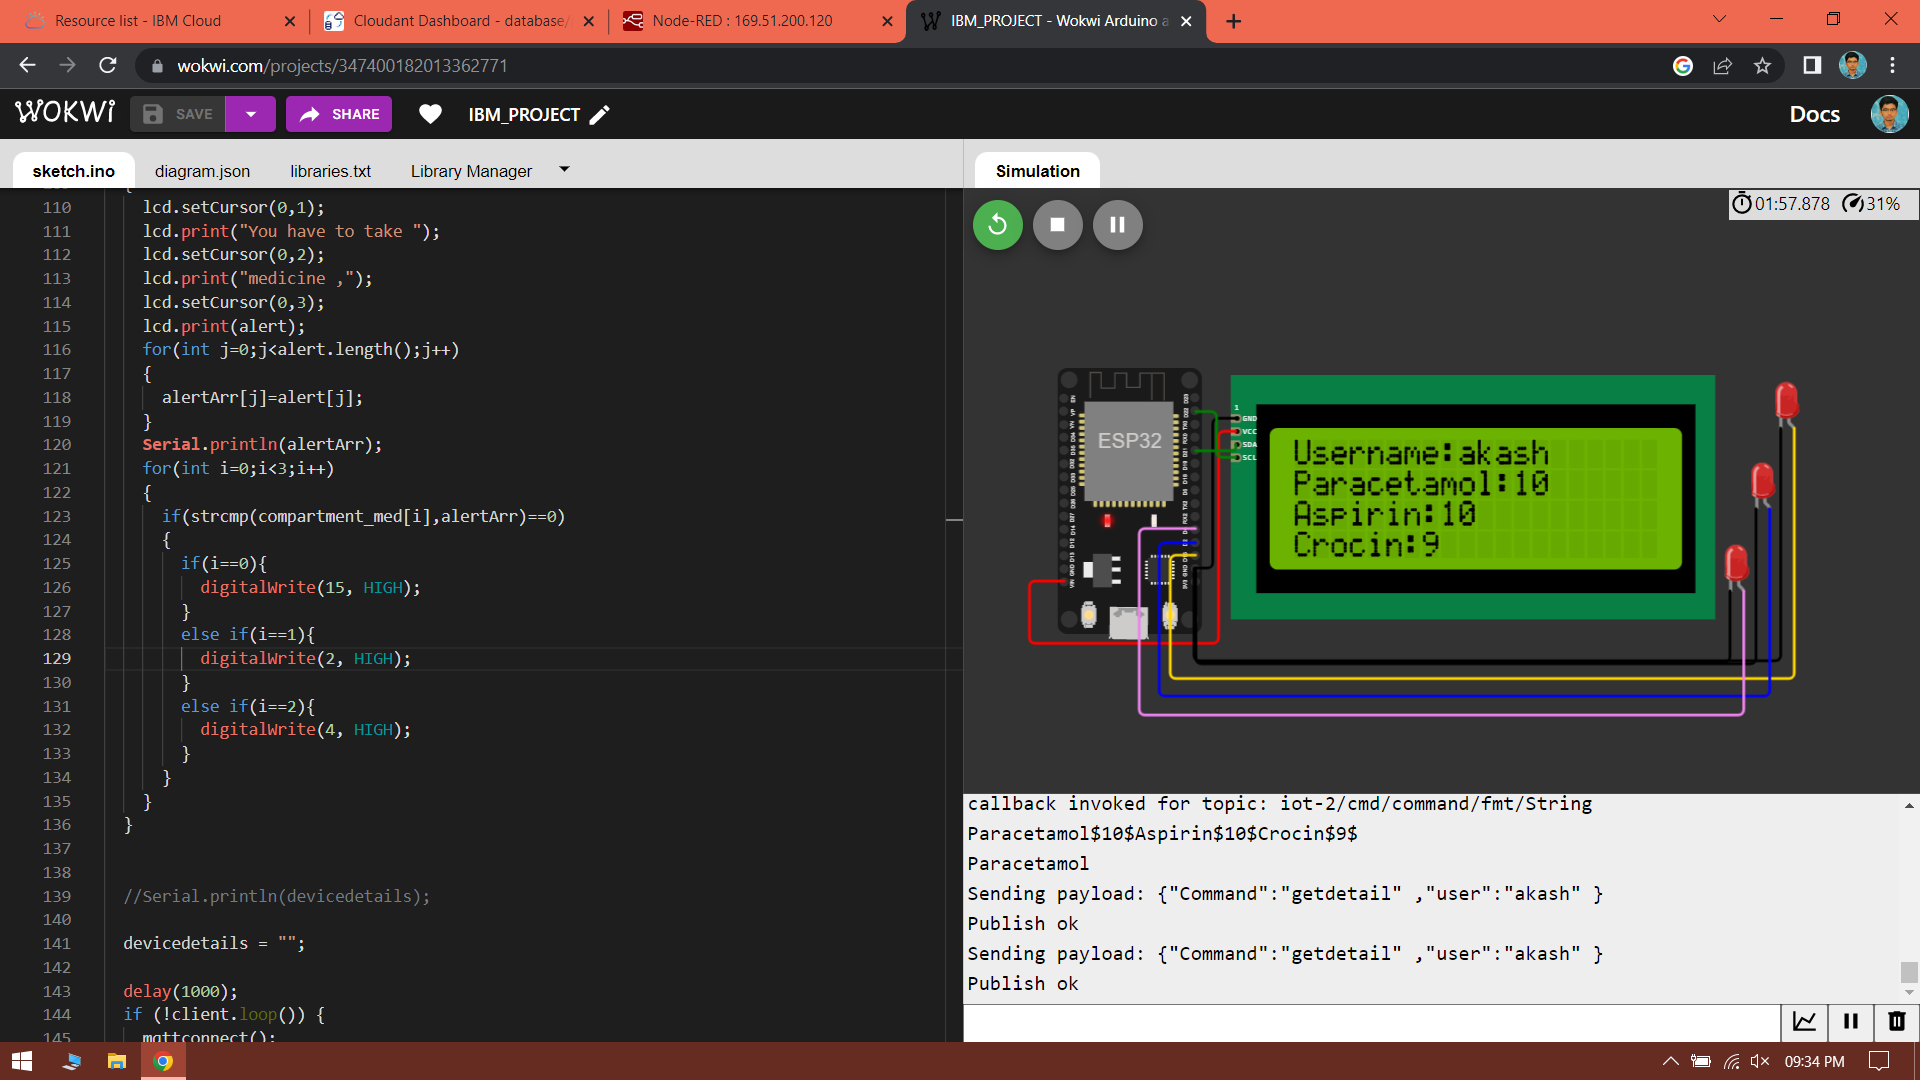 Resource list - IBM Cloud
Cloudant Dashboard - database/
Node-RED : 169.51.200.120
IBM_PROJECT - Wokwi Arduino a
wokwi.com/projects/347400182013362771
WOKWi
SAVE
SHARE
IBM_PROJECT
Docs
sketch.ino
diagram.json
libraries.txt
Library Manager
Simulation
110 lcd.setCursor(0,1);
111 lcd.print("You have to take ");
112 lcd.setCursor(0,2);
113 lcd.print("medicine ,");
114 lcd.setCursor(0,3);
115 lcd.print(alert);
116 for(int j=0;j<alert.length();j++)
117 {
118 alertArr[j]=alert[j];
119 }
120 Serial.println(alertArr);
121 for(int i=0;i<3;i++)
122 {
123 if(strcmp(compartment_med[i],alertArr)==0)
124 {
125 if(i==0){
126 digitalWrite(15, HIGH);
127 }
128 else if(i==1){
129 digitalWrite(2, HIGH);
130 }
131 else if(i==2){
132 digitalWrite(4, HIGH);
133 }
134 }
135 }
136 }
137
138
139 //Serial.println(devicedetails);
140
141 devicedetails = "";
142
143 delay(1000);
144 if (!client.loop()) {
145 mqttconnect();
01:57.878 31%
ESP32
1
GND
VCC
SDA
SCL
Username:akash
Paracetamol:10
Aspirin:10
Crocin:9
callback invoked for topic: iot-2/cmd/command/fmt/String
Paracetamol$10$Aspirin$10$Crocin$9$
Paracetamol
Sending payload: {"Command":"getdetail" ,"user":"akash" }
Publish ok
Sending payload: {"Command":"getdetail" ,"user":"akash" }
Publish ok
09:34 PM